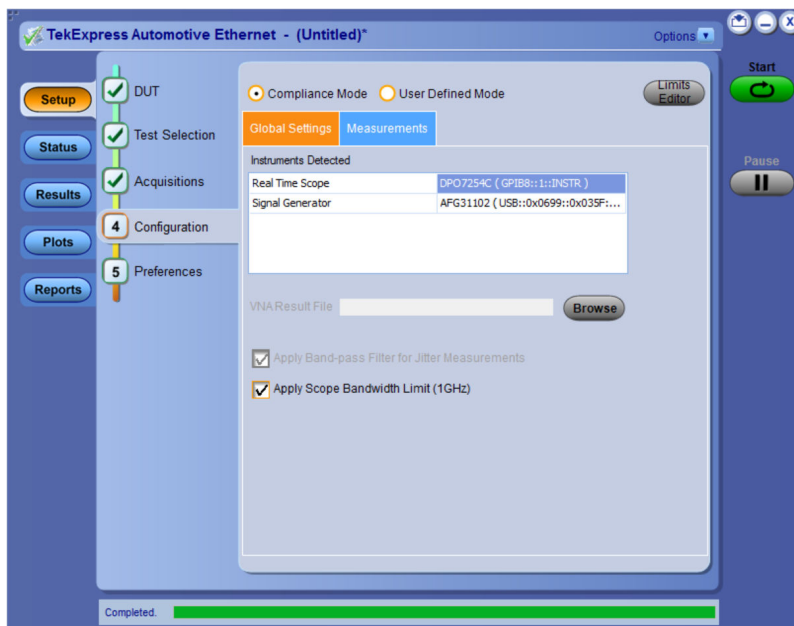 TekExpress Automotive Ethernet - (Untitled)*
Options
Start
Pause
Setup
Status
Results
Plots
Reports
DUT
Test Selection
Acquisitions
4 Configuration
5 Preferences
Compliance Mode User Defined Mode
Limits
Editor
Global Settings Measurements
Instruments Detected
Real Time Scope DPO7254C ( GPIB8::1::INSTR )
Signal Generator AFG31102 ( USB::0x0699::0x035F:...
VNA Result File Browse
Apply Band-pass Filter for Jitter Measurements
Apply Scope Bandwidth Limit (1GHz)
Completed.